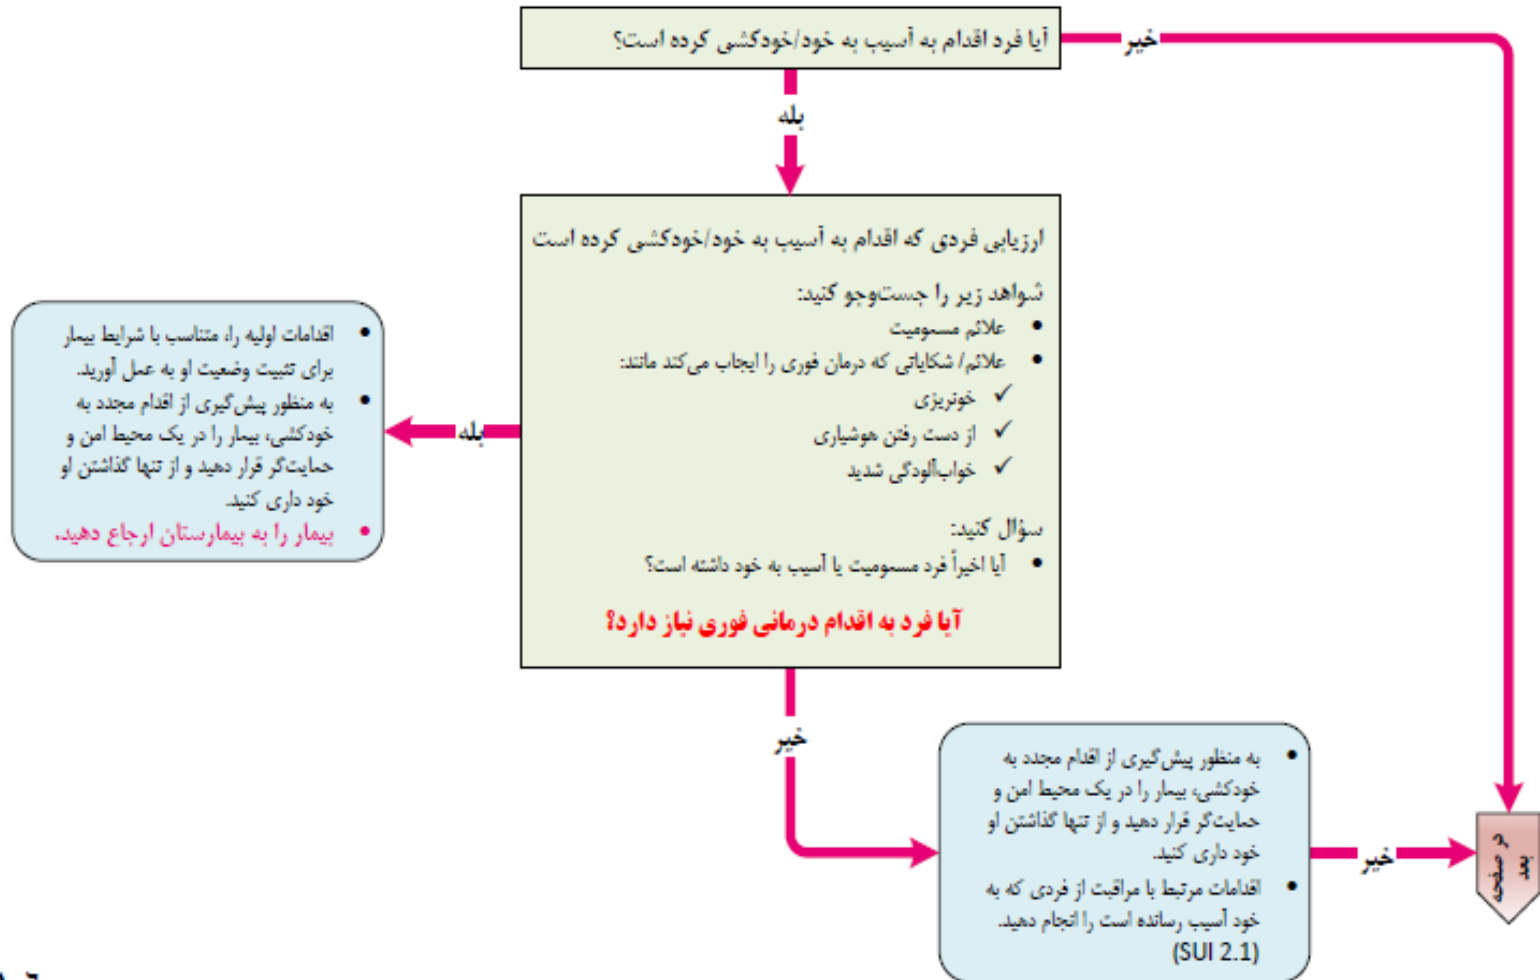 آیا فرد اقدام به آسیب به خود/خودکشی کرده است؟
خیر
بله
ارزیابی فردی که اقدام به آسیب به خود/خودکشی کرده است
شواهد زیر را جست‌وجو کنید:
• علائم مسمومیت
• علائم/ شکایاتی که درمان فوری را ایجاب می‌کند مانند:
✓ خونریزی
✓ از دست رفتن هوشیاری
✓ خواب‌آلودگی شدید
سؤال کنید:
• آیا اخیراً فرد مسمومیت یا آسیب به خود داشته است؟
آیا فرد به اقدام درمانی فوری نیاز دارد؟
بله
• اقدامات اولیه را، متناسب با شرایط بیمار
برای تثبیت وضعیت او به عمل آورید.
• به منظور پیش‌گیری از اقدام مجدد به
خودکشی، بیمار را در یک محیط امن و
حمایت‌گر قرار دهید و از تنها گذاشتن او
خود داری کنید.
• بیمار را به بیمارستان ارجاع دهید.
خیر
• به منظور پیش‌گیری از اقدام مجدد به
خودکشی، بیمار را در یک محیط امن و
حمایت‌گر قرار دهید و از تنها گذاشتن او
خود داری کنید.
• اقدامات مرتبط با مراقبت از فردی که به
خود آسیب رسانده است را انجام دهید.
(SUI 2.1)
خیر
در صفحه
بعد